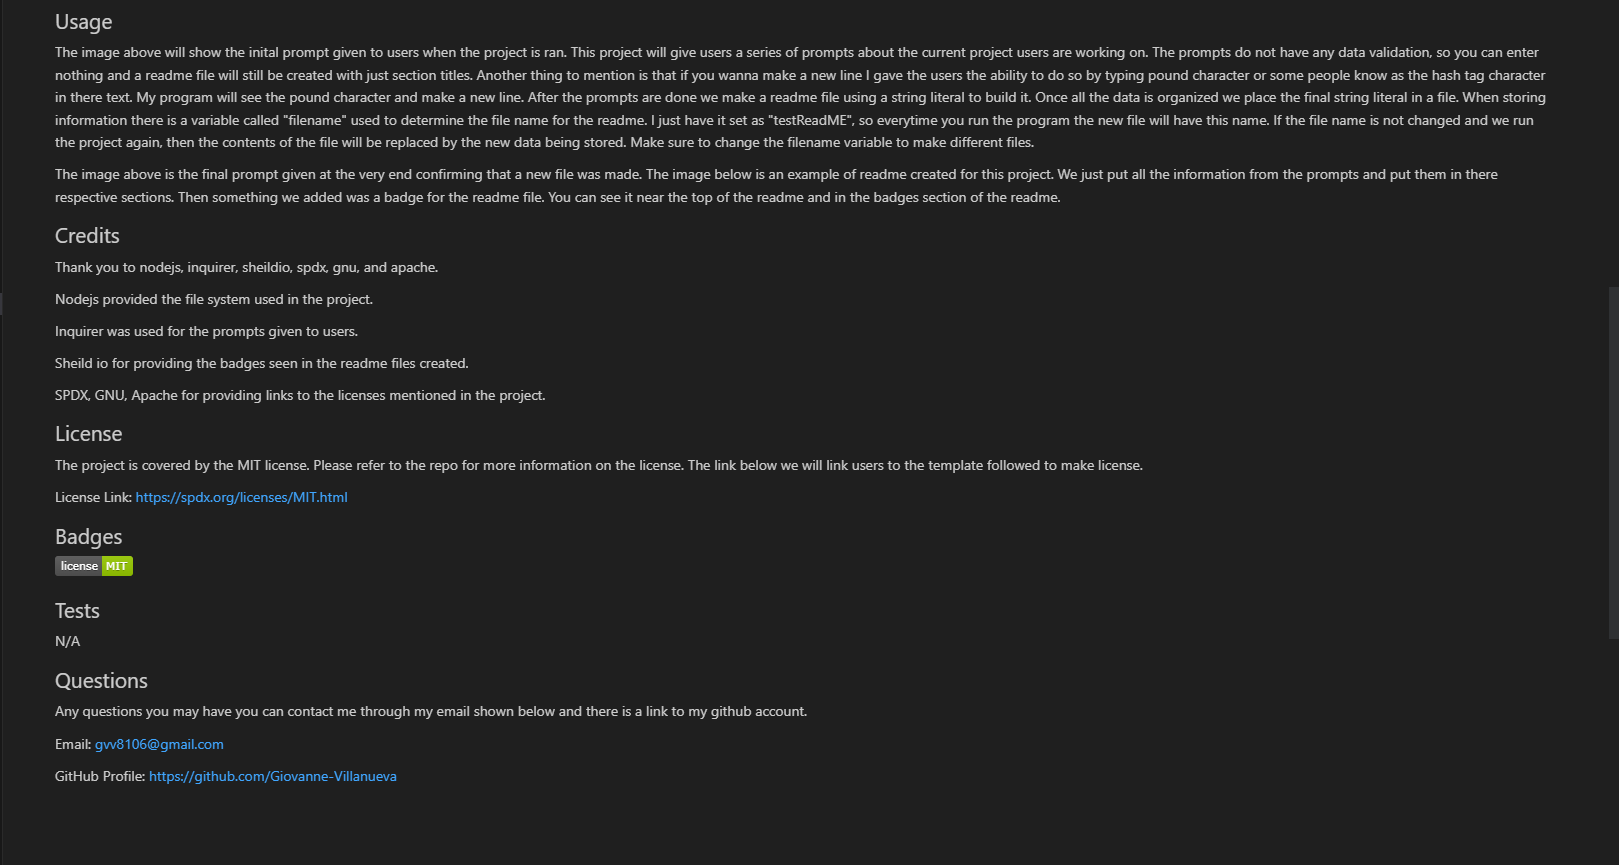 Usage
The image above will show the inital prompt given to users when the project is ran. This project will give users a series of prompts about the current project users are working on. The prompts do not have any data validation, so you can enter
nothing and a readme file will still be created with just section titles. Another thing to mention is that if you wanna make a new line I gave the users the ability to do so by typing pound character or some people know as the hash tag character
in there text. My program will see the pound character and make a new line. After the prompts are done we make a readme file using a string literal to build it. Once all the data is organized we place the final string literal in a file. When storing
information there is a variable called "filename" used to determine the file name for the readme. I just have it set as "testReadME", so everytime you run the program the new file will have this name. If the file name is not changed and we run
the project again, then the contents of the file will be replaced by the new data being stored. Make sure to change the filename variable to make different files.
The image above is the final prompt given at the very end confirming that a new file was made. The image below is an example of readme created for this project. We just put all the information from the prompts and put them in there
respective sections. Then something we added was a badge for the readme file. You can see it near the top of the readme and in the badges section of the readme.
Credits
Thank you to nodejs, inquirer, sheildio, spdx, gnu, and apache.
Nodejs provided the file system used in the project.
Inquirer was used for the prompts given to users.
Sheild io for providing the badges seen in the readme files created.
SPDX, GNU, Apache for providing links to the licenses mentioned in the project.
License
The project is covered by the MIT license. Please refer to the repo for more information on the license. The link below we will link users to the template followed to make license.
License Link: https://spdx.org/licenses/MIT.html
Badges
license MIT
Tests
N/A
Questions
Any questions you may have you can contact me through my email shown below and there is a link to my github account.
Email: gvv8106@gmail.com
GitHub Profile: https://github.com/Giovanne-Villanueva